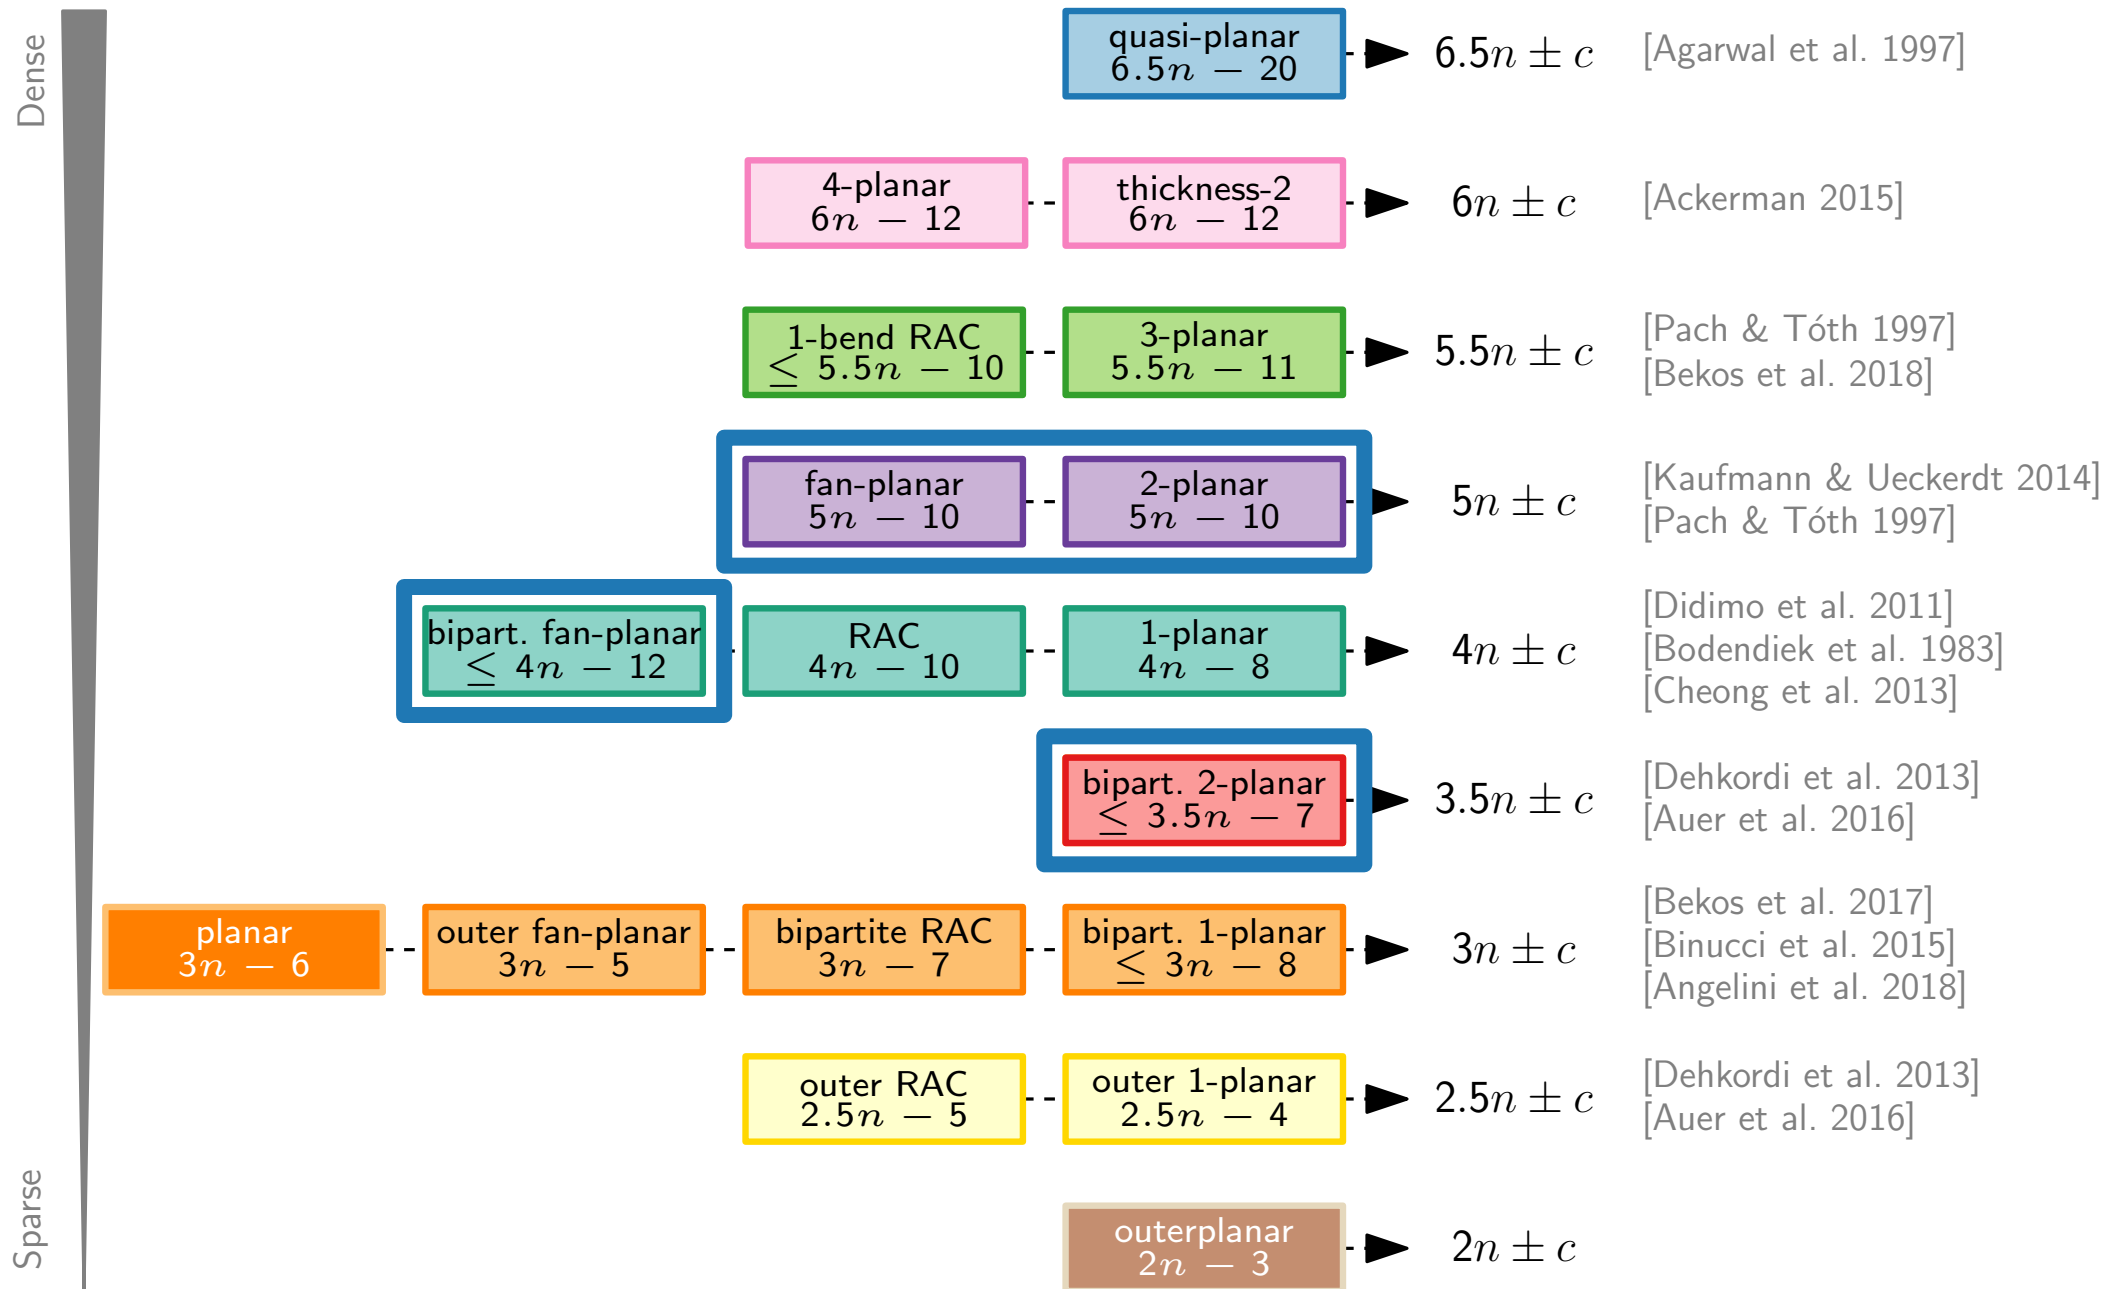 Dense
quasi-planar
6.5n − 20
6.5n ± c
[Agarwal et al. 1997]
4-planar
6n − 12
thickness-2
6n − 12
6n ± c
[Ackerman 2015]
1-bend RAC
≤ 5.5n − 10
3-planar
5.5n − 11
5.5n ± c
[Pach & Tóth 1997]
[Bekos et al. 2018]
fan-planar
5n − 10
2-planar
5n − 10
5n ± c
[Kaufmann & Ueckerdt 2014]
[Pach & Tóth 1997]
bipart. fan-planar
≤ 4n − 12
RAC
4n − 10
1-planar
4n − 8
4n ± c
[Didimo et al. 2011]
[Bodendiek et al. 1983]
[Cheong et al. 2013]
bipart. 2-planar
≤ 3.5n − 7
3.5n ± c
[Dehkordi et al. 2013]
[Auer et al. 2016]
planar
3n − 6
outer fan-planar
3n − 5
bipartite RAC
3n − 7
bipart. 1-planar
≤ 3n − 8
3n ± c
[Bekos et al. 2017]
[Binucci et al. 2015]
[Angelini et al. 2018]
outer RAC
2.5n − 5
outer 1-planar
2.5n − 4
2.5n ± c
[Dehkordi et al. 2013]
[Auer et al. 2016]
Sparse
outerplanar
2n − 3
2n ± c